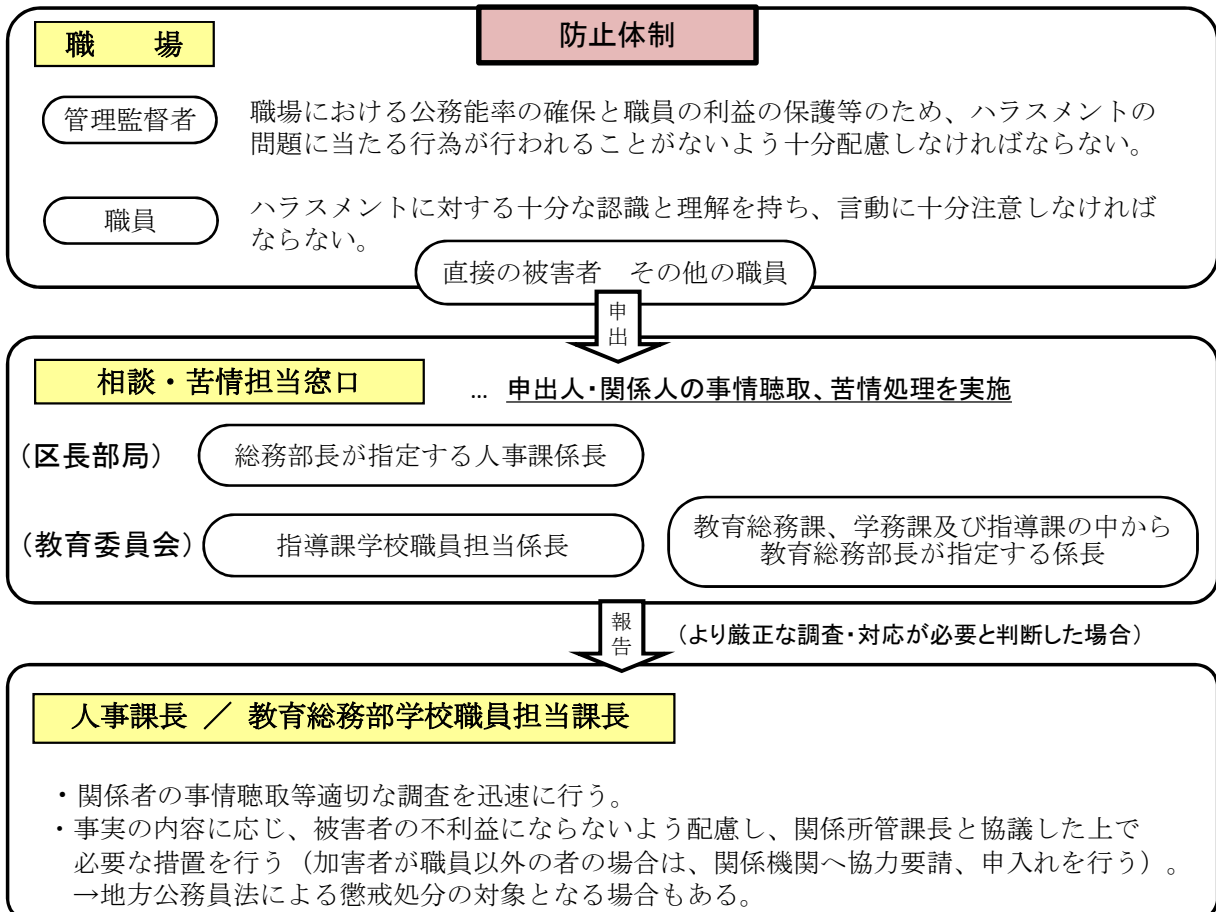 防止体制
職　場
管理監督者
職場における公務能率の確保と職員の利益の保護等のため、ハラスメントの
問題に当たる行為が行われることがないよう十分配慮しなければならない。
職員
ハラスメントに対する十分な認識と理解を持ち、言動に十分注意しなければ
ならない。
直接の被害者　その他の職員
申出
相談・苦情担当窓口
… 申出人・関係人の事情聴取、苦情処理を実施
（区長部局）
総務部長が指定する人事課係長
（教育委員会）
指導課学校職員担当係長
教育総務課、学務課及び指導課の中から
教育総務部長が指定する係長
報告
（より厳正な調査・対応が必要と判断した場合）
人事課長 ／ 教育総務部学校職員担当課長
・関係者の事情聴取等適切な調査を迅速に行う。
・事実の内容に応じ、被害者の不利益にならないよう配慮し、関係所管課長と協議した上で
必要な措置を行う（加害者が職員以外の者の場合は、関係機関へ協力要請、申入れを行う）。
→地方公務員法による懲戒処分の対象となる場合もある。